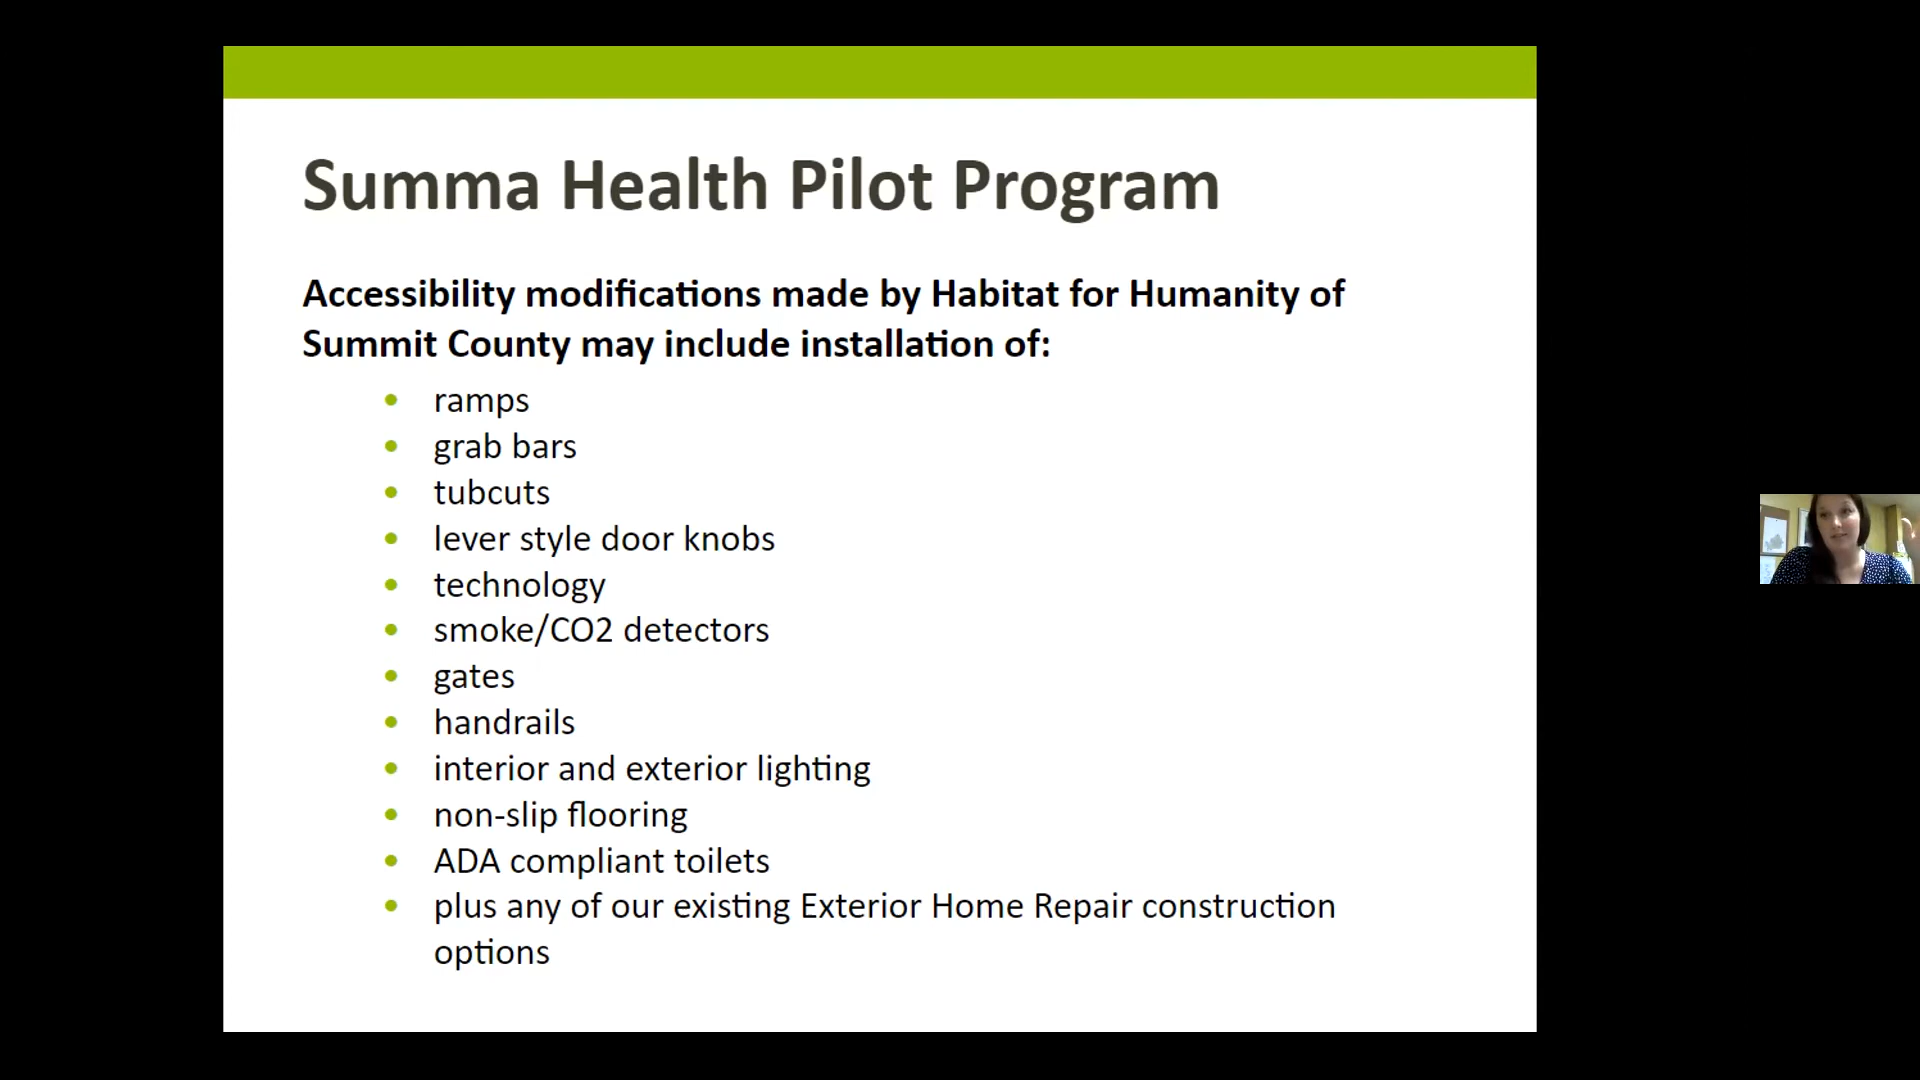 Summa Health Pilot Program
Accessibility modifications made by Habitat for Humanity of
Summit County may include installation of:
• ramps
• grab bars
• tubcuts
• lever style door knobs
• technology
• smoke/CO2 detectors
• gates
• handrails
• interior and exterior lighting
• non-slip flooring
• ADA compliant toilets
• plus any of our existing Exterior Home Repair construction
options